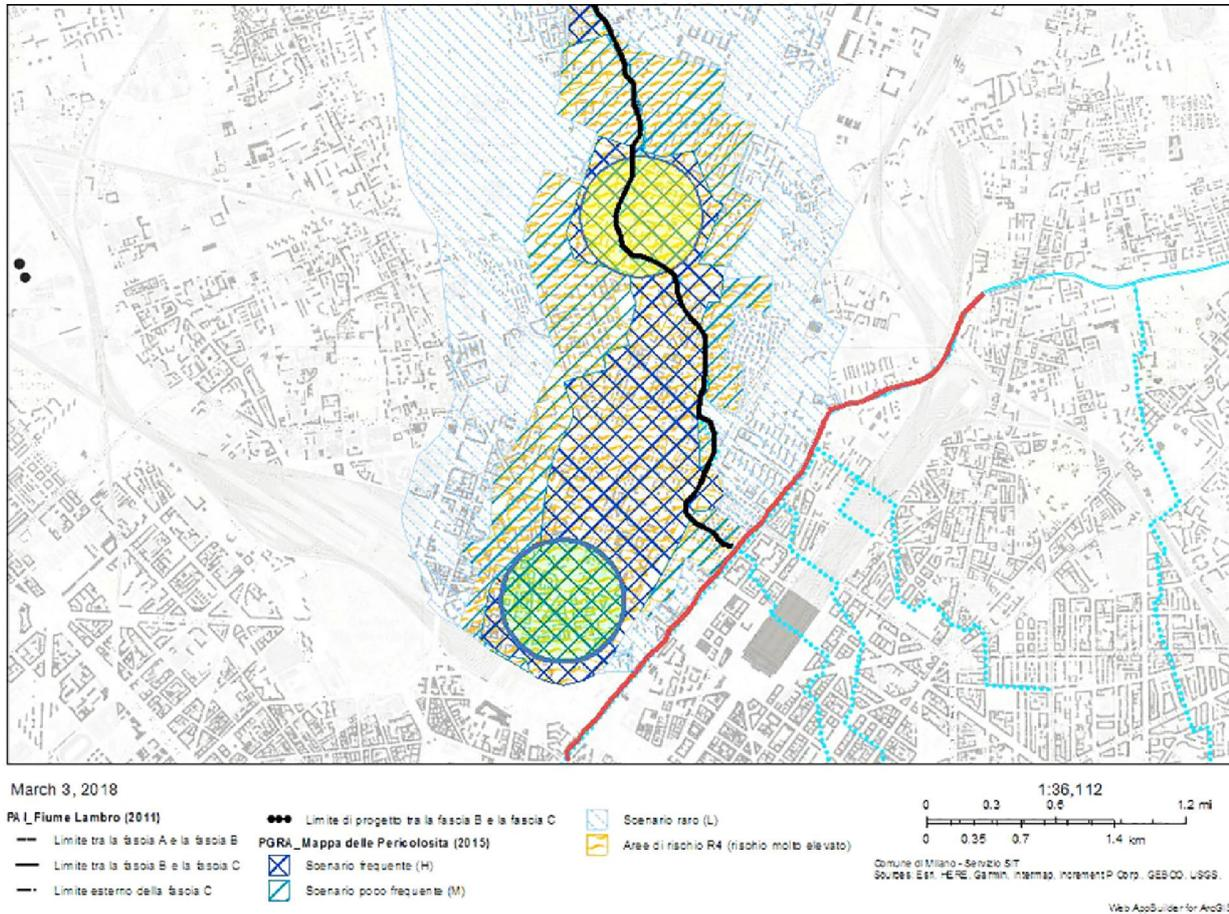 March 3, 2018
PAI_Fiume Lambro (2011)
Limite tra la fascia A e la fascia B
Limite tra la fascia B e la fascia C
Limite esterno della fascia C
Limite di progetto tra la fascia B e la fascia C
PGRA_Mappa delle Pericolosita (2015)
Scenario frequente (H)
Scenario poco frequente (M)
Scenario raro (L)
Aree di rischio R4 (rischio molto elevato)
1:36,112
0 0.3 0.6 1.2 mi
0 0.35 0.7 1.4 km
Comune di Milano - Servizio SIT
Sources: Esri, HERE, Garmin, Intermap, increment P Corp., GEBCO, USGS,
Web AppBuilder for ArcGIS